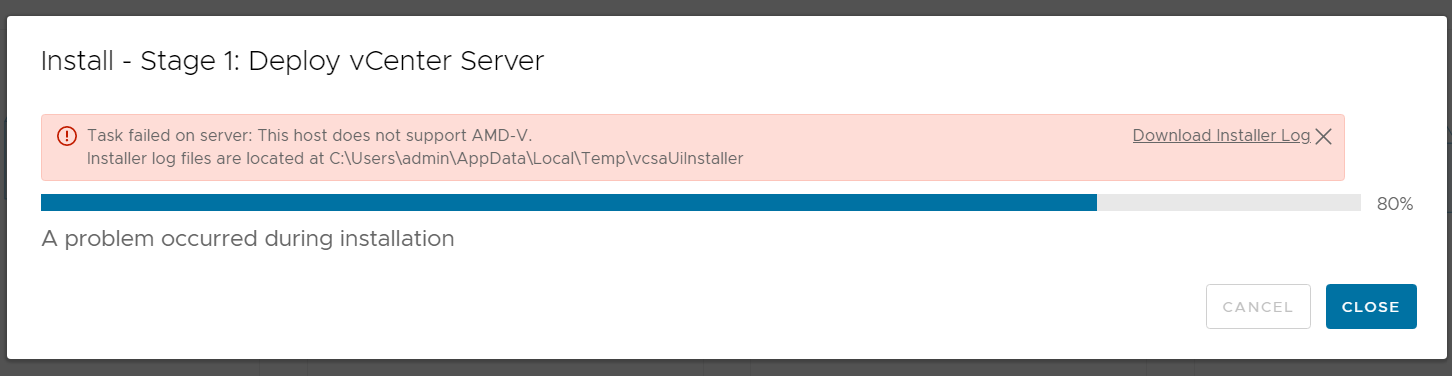 Install - Stage 1: Deploy vCenter Server
Task failed on server: This host does not support AMD-V.
Download Installer Log
Installer log files are located at C:\Users\admin\AppData\Local\Temp\vcsaUiInstaller
80%
A problem occurred during installation
CANCEL
CLOSE